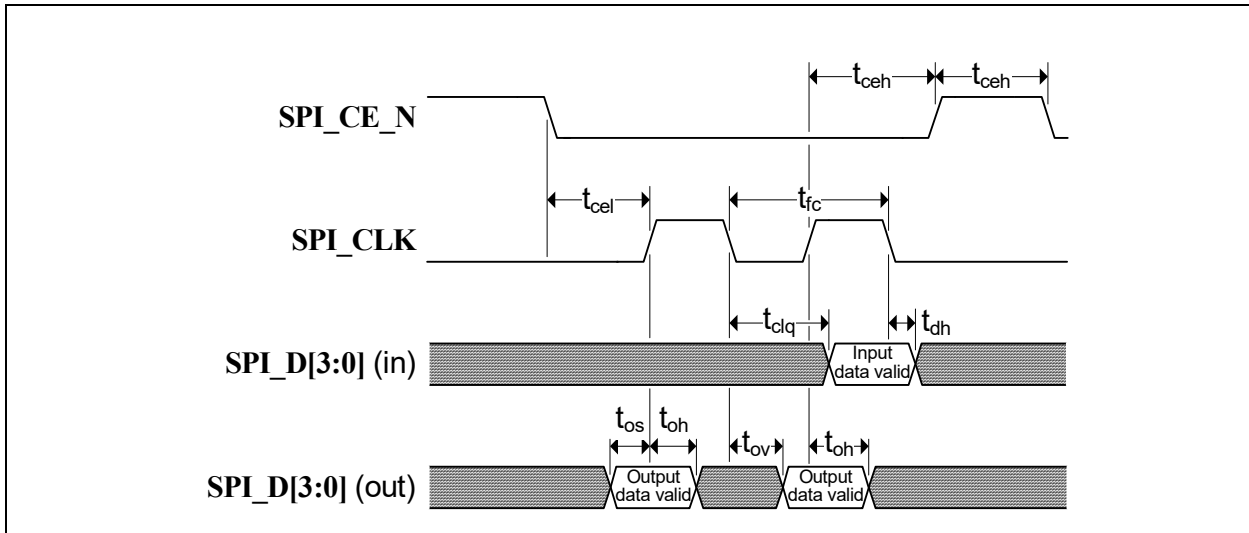 t_ceh t_ceh
SPI_CE_N
t_cel t_fc
SPI_CLK
t_clq t_dh
SPI_D[3:0] (in)
Input
data valid
t_os t_oh t_ov t_oh
SPI_D[3:0] (out)
Output
data valid
Output
data valid